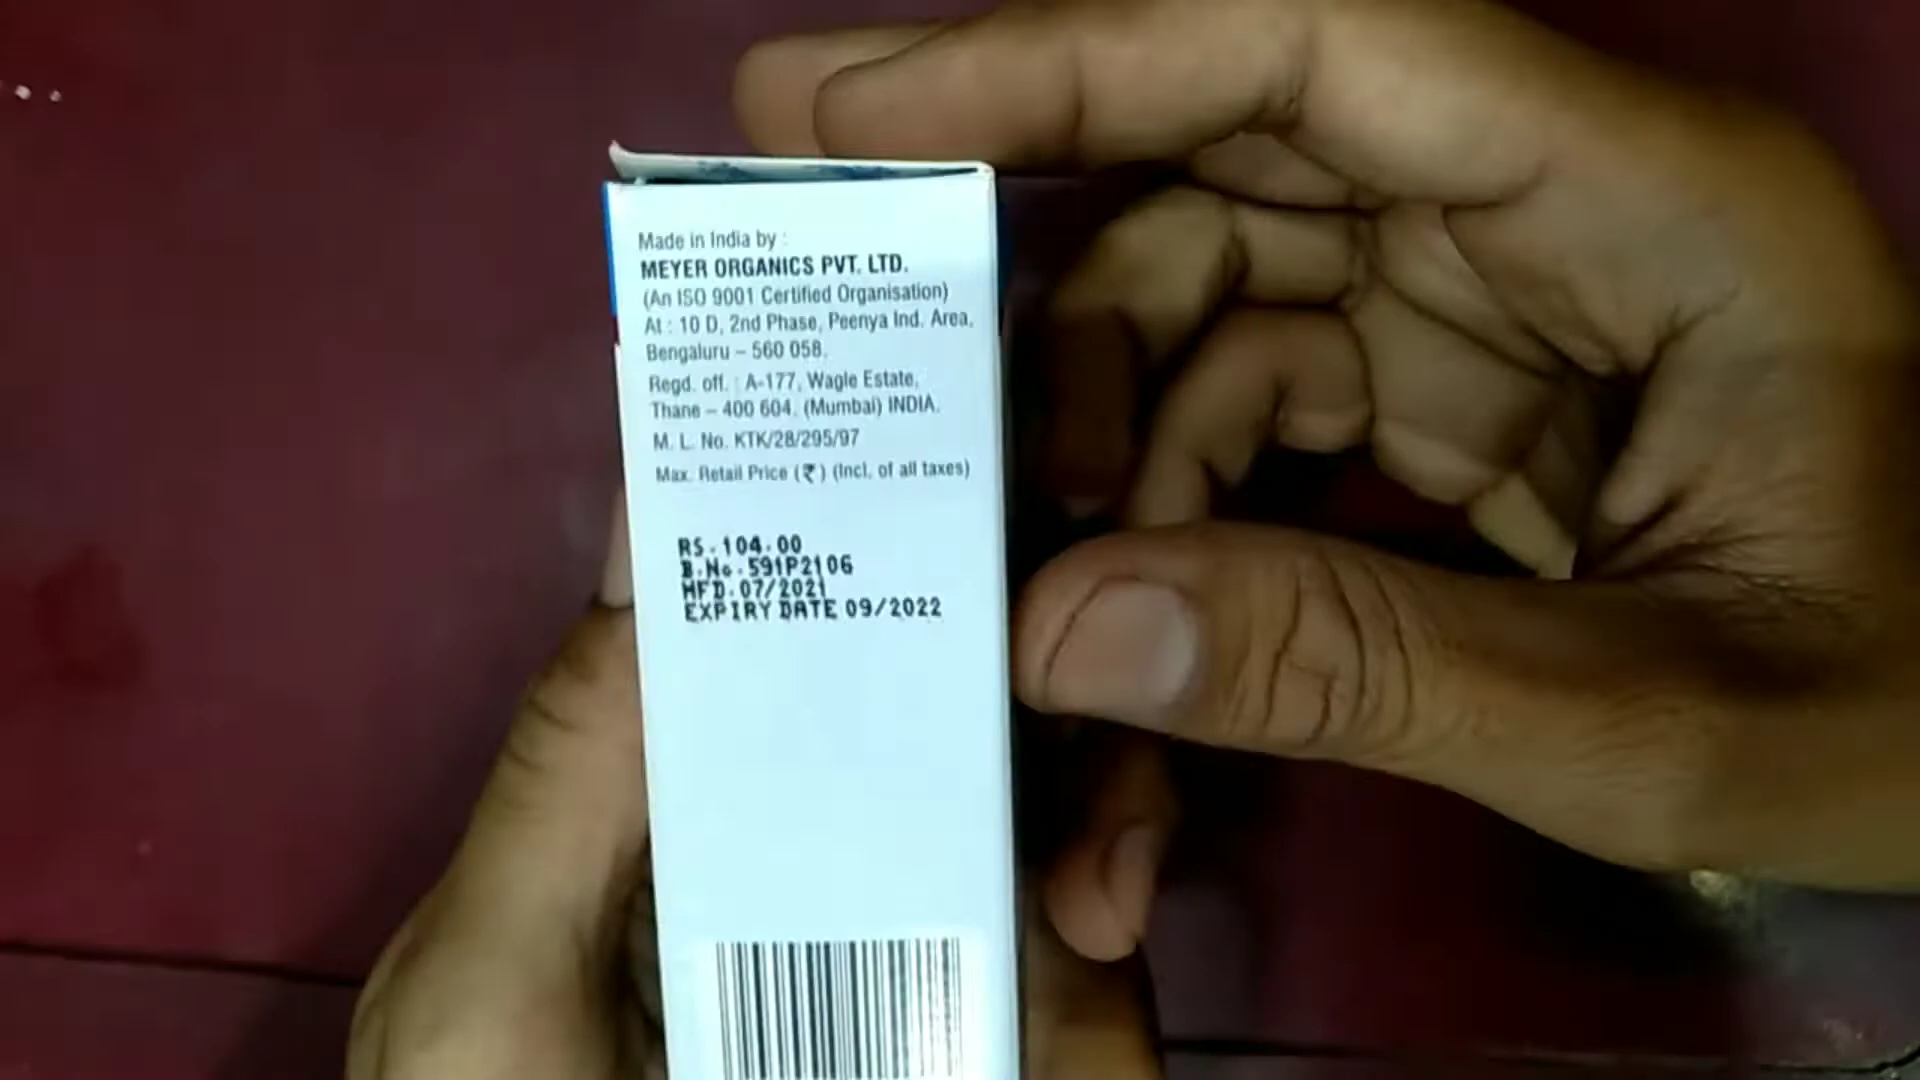 Made in India by :
MEYER ORGANICS PVT. LTD.
(An ISO 9001 Certified Organisation)
At : 10 D, 2nd Phase, Peenya Ind. Area,
Bengaluru – 560 058.
Regd. off. : A-177, Wagle Estate,
Thane – 400 604. (Mumbai) INDIA.
M. L. No. KTK/28/295/97
Max. Retail Price (₹) (Incl. of all taxes)
RS.104.00
B.No.591P2106
MFD.07/2021
EXPIRY DATE 09/2022